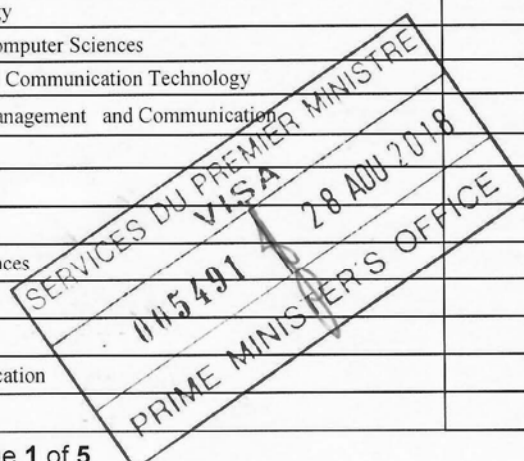 ty
omputer Sciences
Communication Technology
anagement and Communication
nces
cation
SERVICES DU PREMIER MINISTRE
VISA
005491
28 AOU 2018
PRIME MINISTER'S OFFICE
e 1 of 5